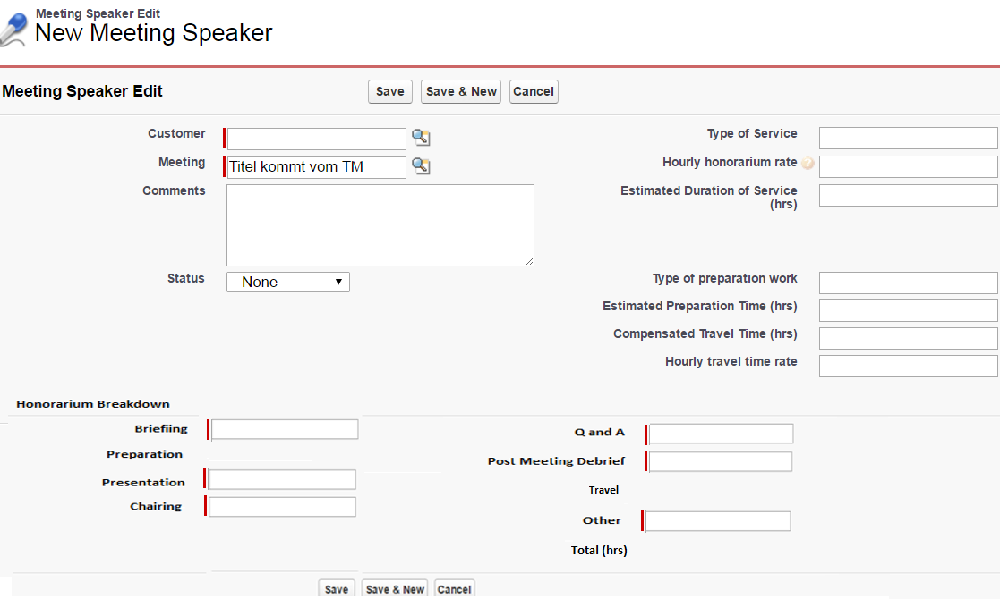 Meeting Speaker Edit
New Meeting Speaker
Meeting Speaker Edit
Save
Save & New
Cancel
Customer
Meeting
Titel kommt vom TM
Comments
Status
--None--
Type of Service
Hourly honorarium rate
?
Estimated Duration of Service
(hrs)
Type of preparation work
Estimated Preparation Time (hrs)
Compensated Travel Time (hrs)
Hourly travel time rate
Honorarium Breakdown
Briefiing
Preparation
Presentation
Chairing
Q and A
Post Meeting Debrief
Travel
Other
Total (hrs)
Save
Save & New
Cancel